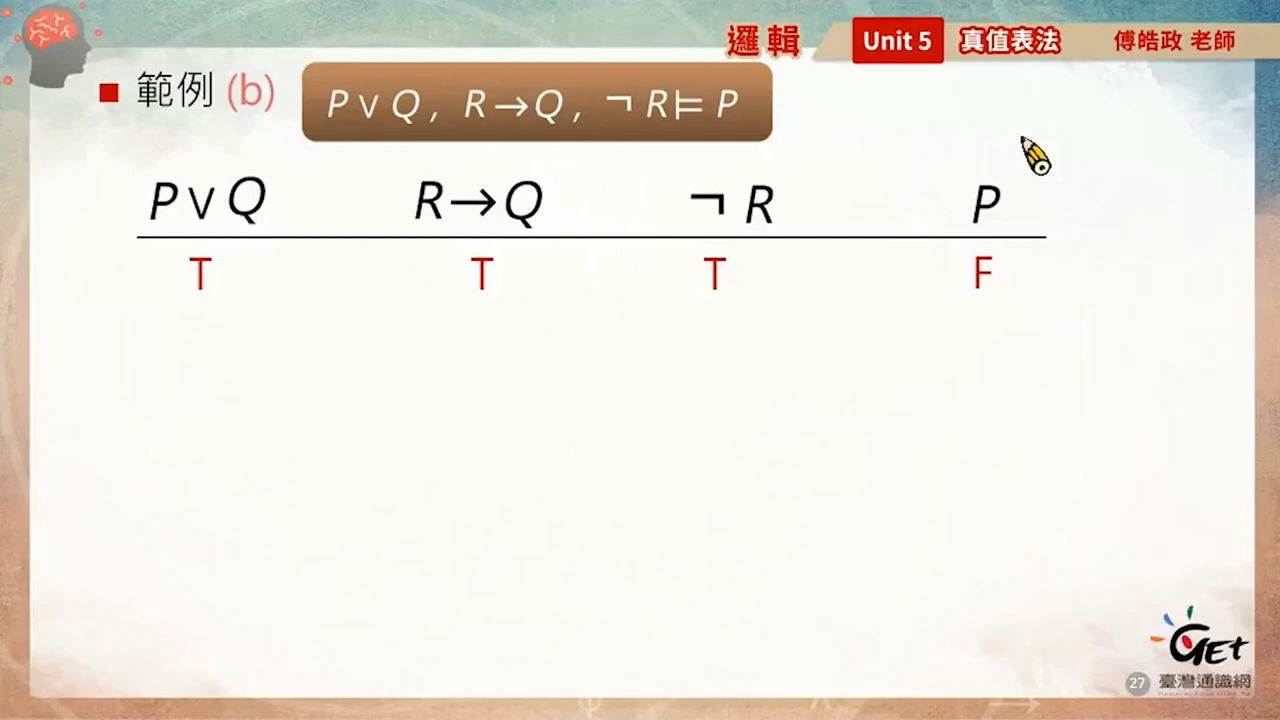 邏輯 Unit 5 真值表法 傅皓政 老師
範例 (b) P∨Q, R→Q, ¬R⊨P
P∨Q R→Q ¬R P
T T T F
GET
27 臺灣通識網